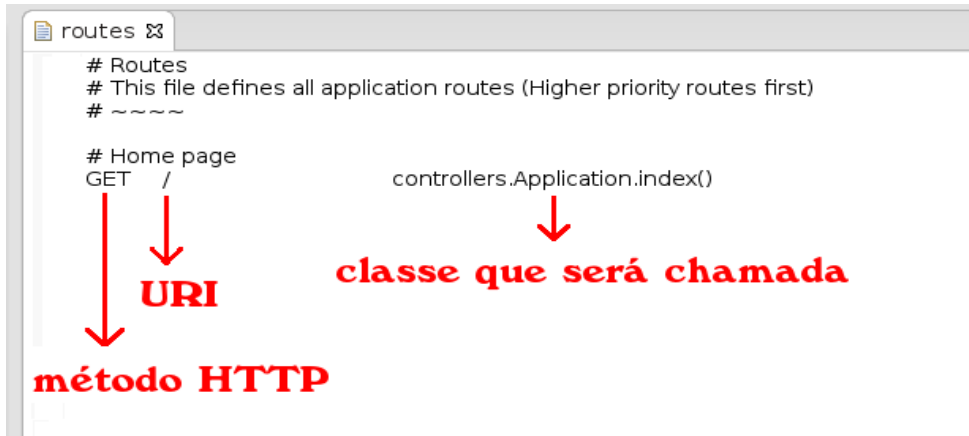 routes
# Routes
# This file defines all application routes (Higher priority routes first)
# ~~~~
# Home page
GET / controllers.Application.index()
classe que será chamada
URI
método HTTP